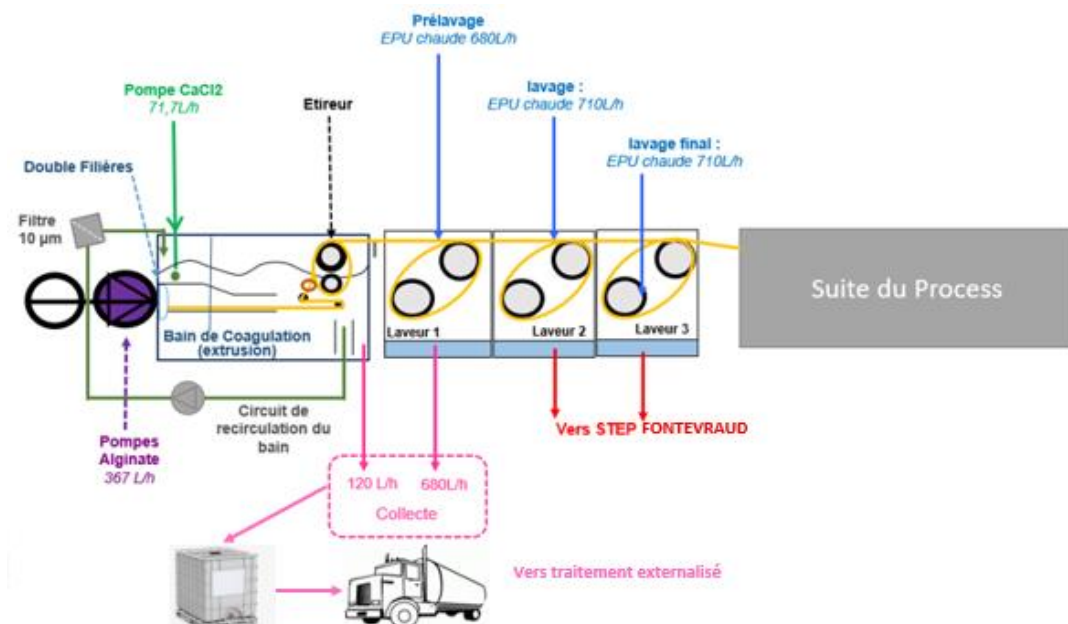 Prélavage
EPU chaude 680L/h
Pompe CaCl2
71,7L/h
Etireur
lavage :
EPU chaude 710L/h
lavage final :
EPU chaude 710L/h
Double Filières
Filtre
10 µm
Suite du Process
Bain de Coagulation
(extrusion)
Laveur 1
Laveur 2
Laveur 3
Circuit de
recirculation du
bain
Vers STEP FONTEVRAUD
Pompes
Alginate
367 L/h
120 L/h
680L/h
Collecte
Vers traitement externalisé